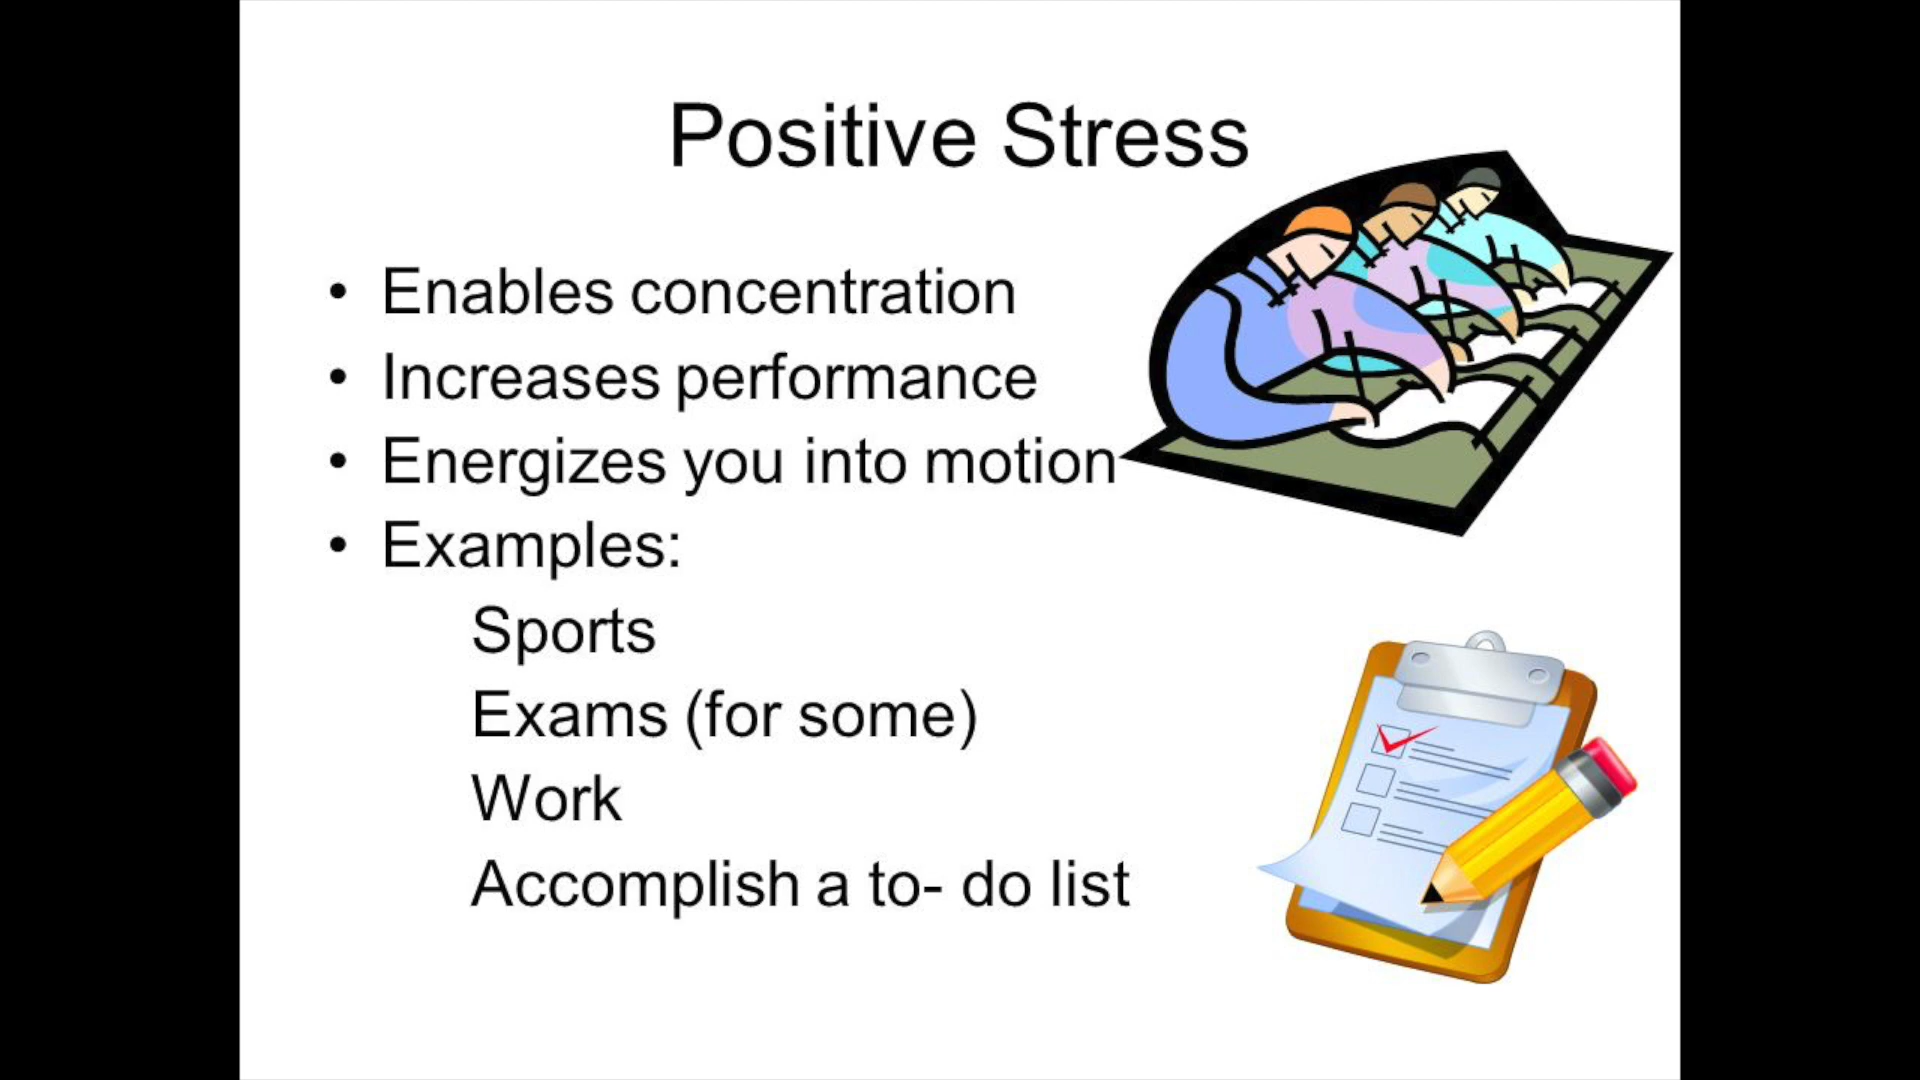 Positive Stress
• Enables concentration
• Increases performance
• Energizes you into motion
• Examples:
Sports
Exams (for some)
Work
Accomplish a to- do list